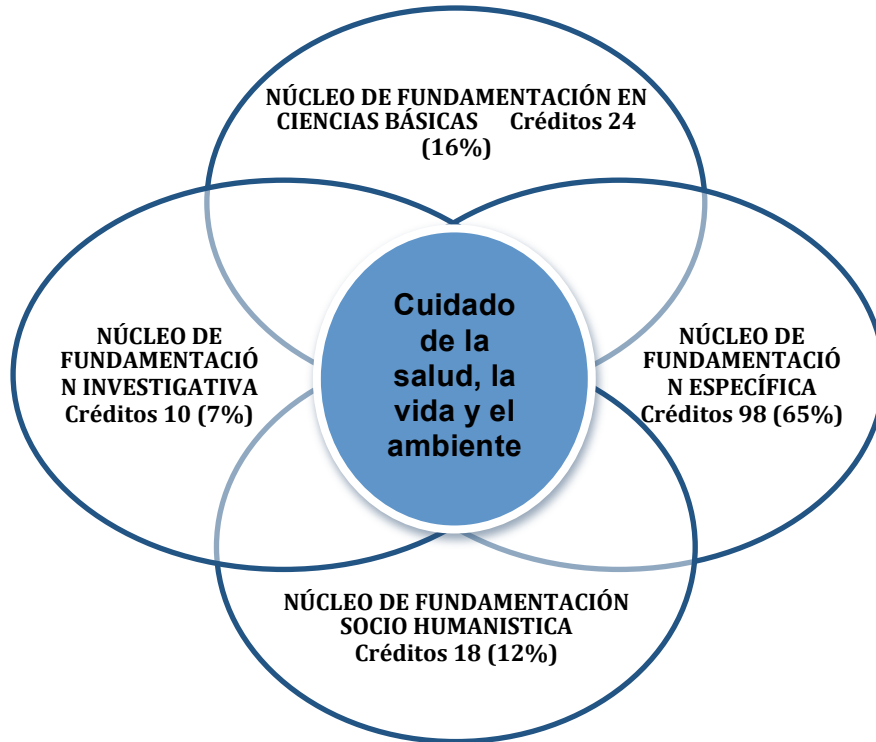 NÚCLEO DE FUNDAMENTACIÓN EN
CIENCIAS BÁSICAS Créditos 24
(16%)
NÚCLEO DE
FUNDAMENTACIÓ
N INVESTIGATIVA
Créditos 10 (7%)
Cuidado
de la
salud, la
vida y el
ambiente
NÚCLEO DE
FUNDAMENTACIÓ
N ESPECÍFICA
Créditos 98 (65%)
NÚCLEO DE FUNDAMENTACIÓN
SOCIO HUMANISTICA
Créditos 18 (12%)